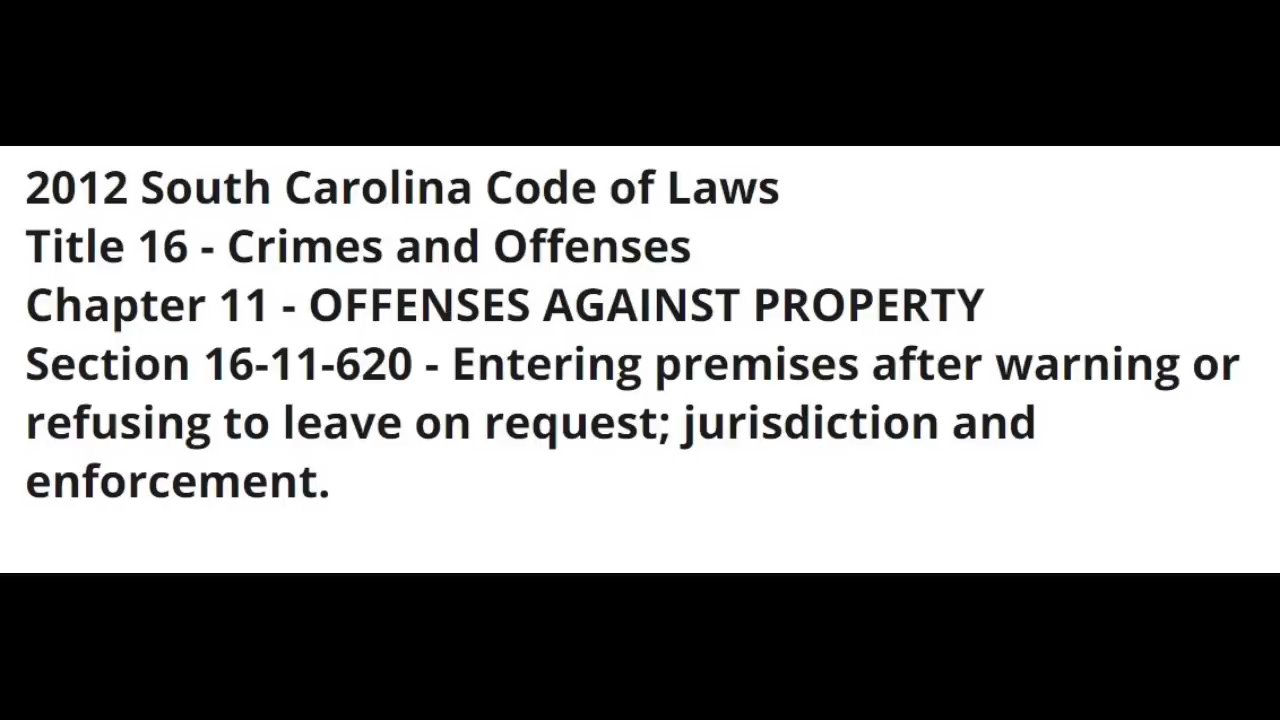 2012 South Carolina Code of Laws
Title 16 - Crimes and Offenses
Chapter 11 - OFFENSES AGAINST PROPERTY
Section 16-11-620 - Entering premises after warning or
refusing to leave on request; jurisdiction and
enforcement.